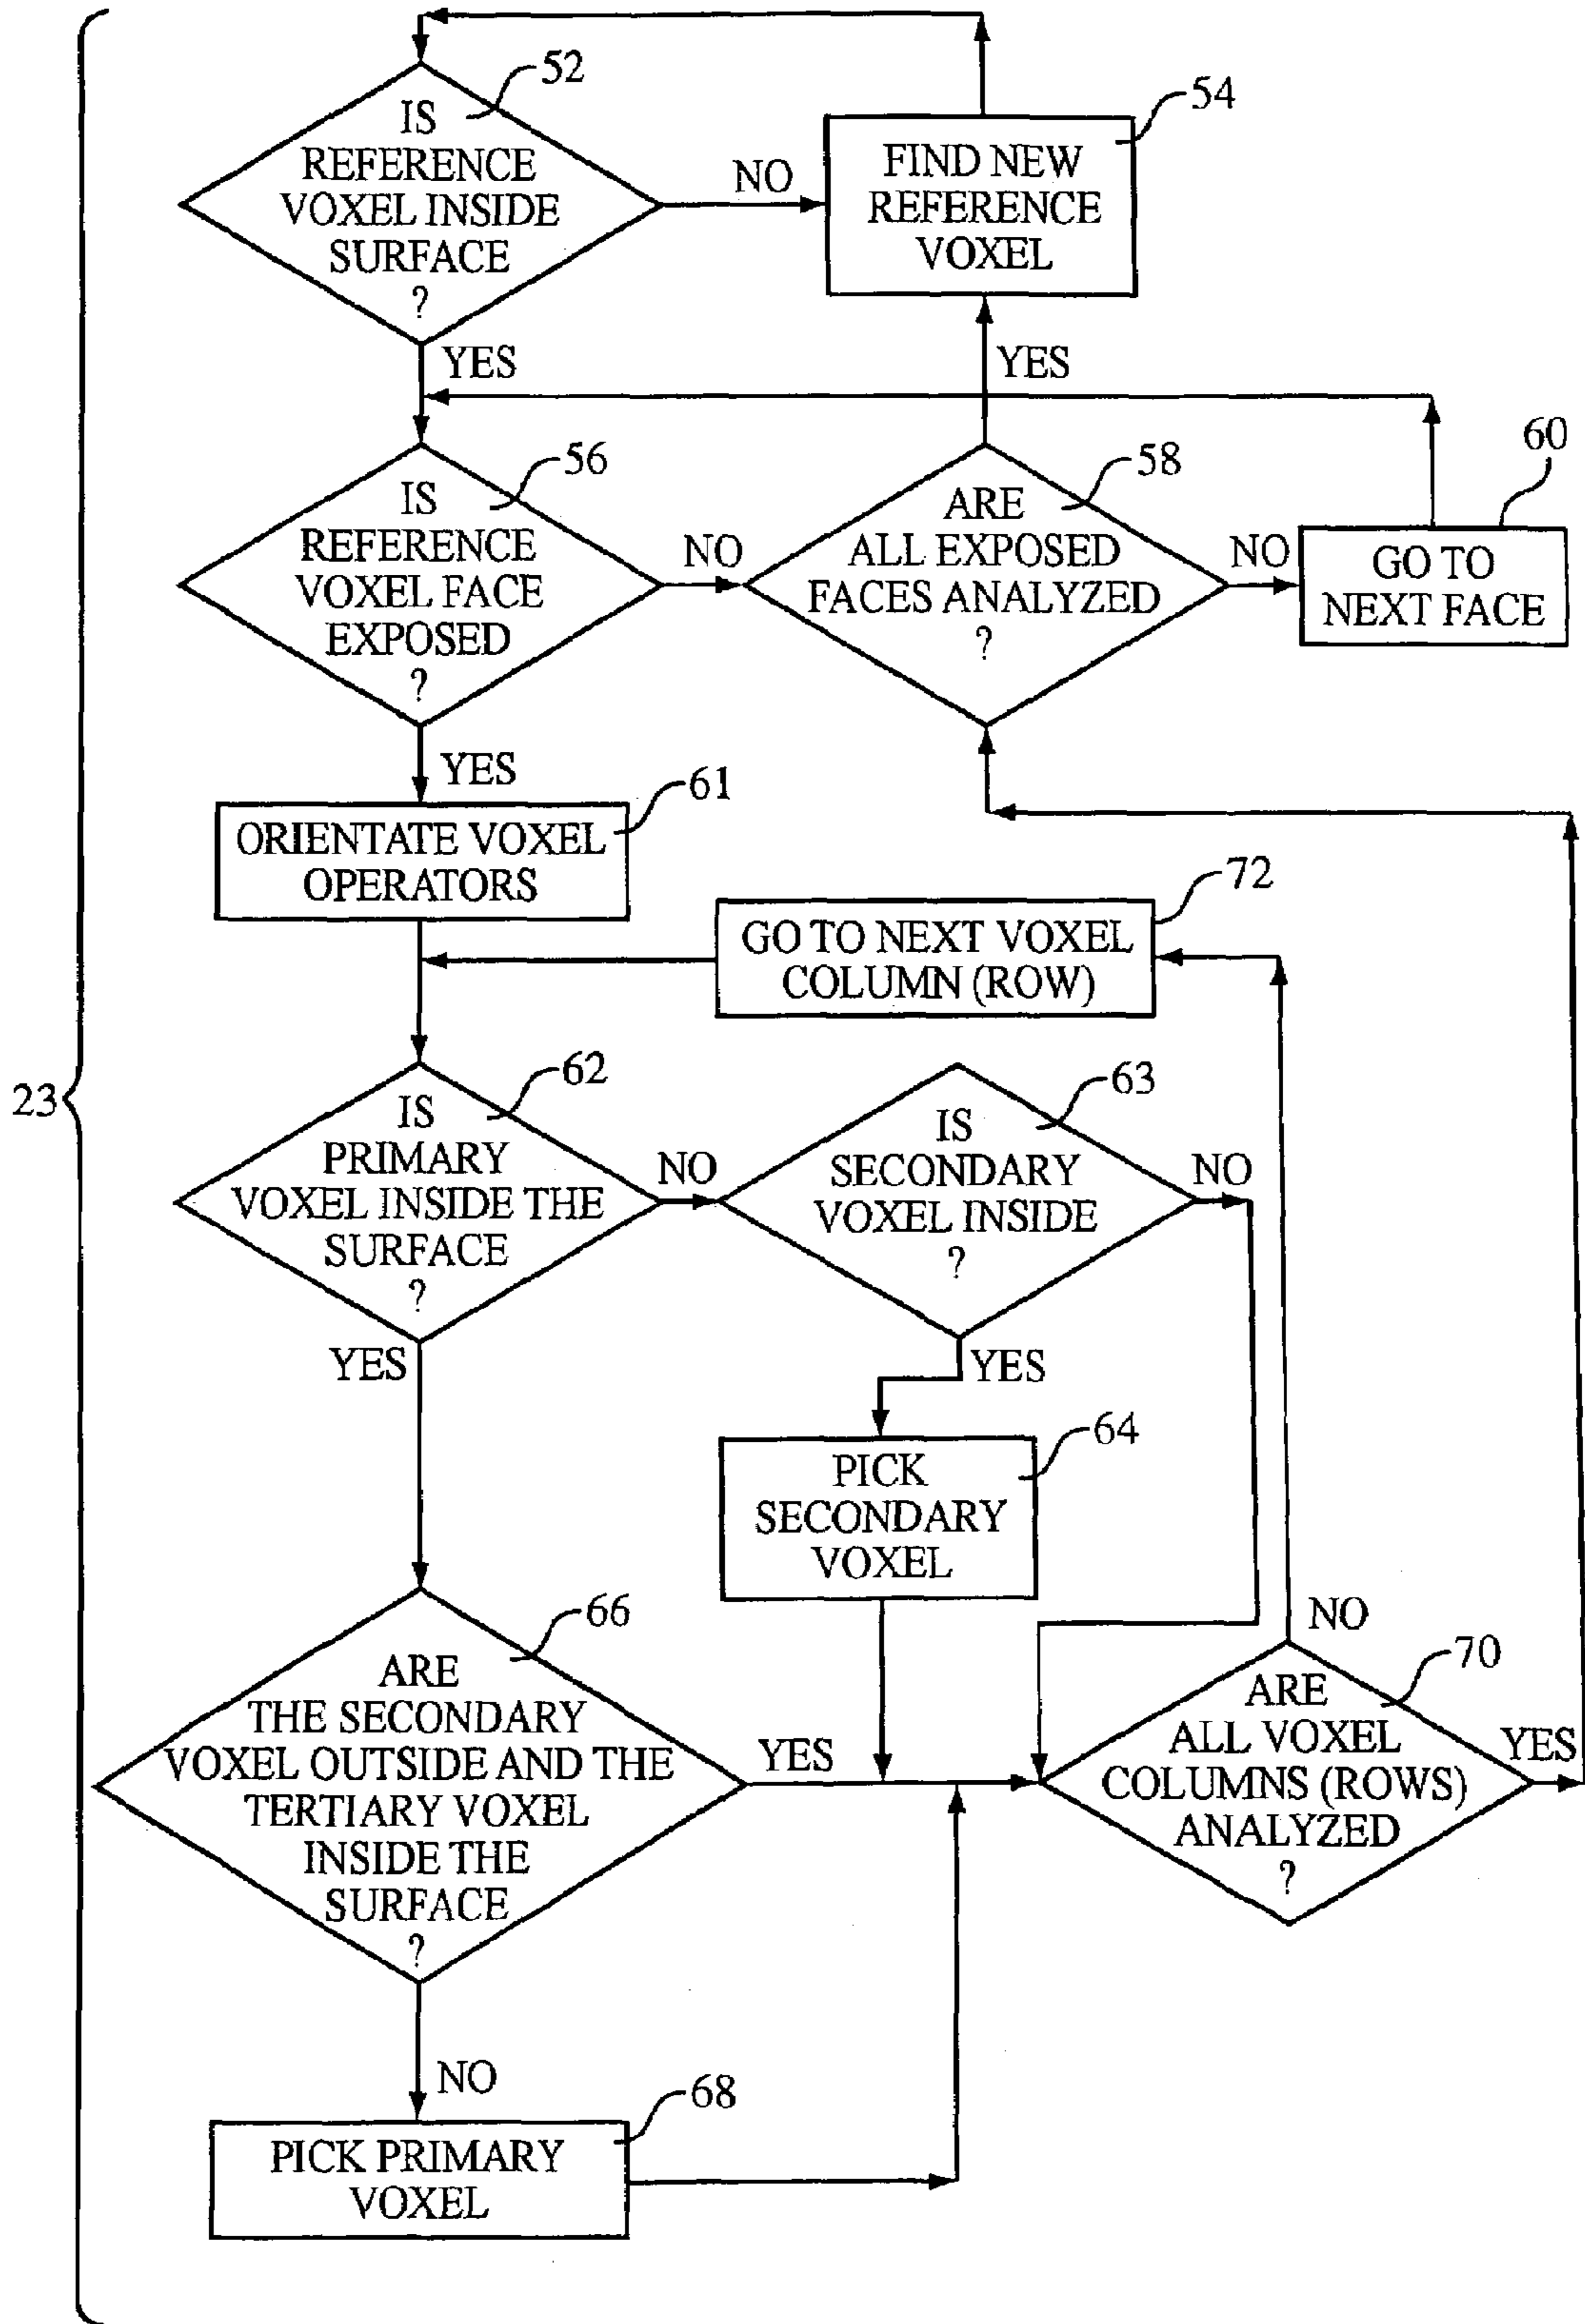 52
IS
REFERENCE
VOXEL INSIDE
SURFACE
?
NO
54
FIND NEW
REFERENCE
VOXEL
YES
YES
56
IS
REFERENCE
VOXEL FACE
EXPOSED
?
NO
58
ARE
ALL EXPOSED
FACES ANALYZED
?
NO
60
GO TO
NEXT FACE
YES
61
ORIENTATE VOXEL
OPERATORS
72
GO TO NEXT VOXEL
COLUMN (ROW)
23
62
IS
PRIMARY
VOXEL INSIDE THE
SURFACE
?
NO
63
IS
SECONDARY
VOXEL INSIDE
?
NO
YES
YES
64
PICK
SECONDARY
VOXEL
66
ARE
THE SECONDARY
VOXEL OUTSIDE AND THE
TERTIARY VOXEL
INSIDE THE
SURFACE
?
YES
NO
70
ARE
ALL VOXEL
COLUMNS (ROWS)
ANALYZED
?
YES
NO
68
PICK PRIMARY
VOXEL